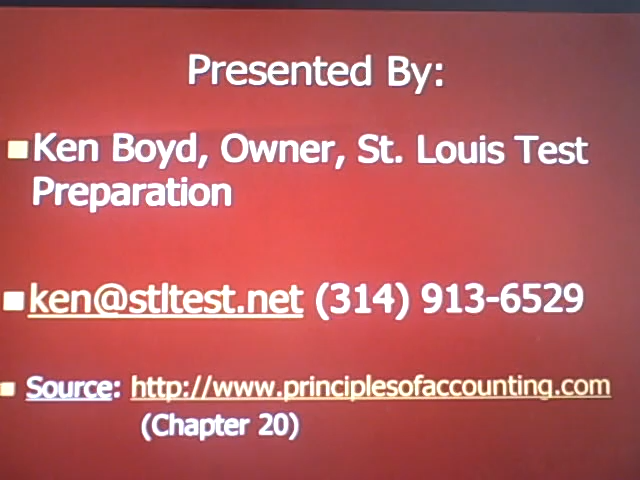 Presented By:
Ken Boyd, Owner, St. Louis Test
Preparation
ken@stltest.net (314) 913-6529
Source: http://www.principlesofaccounting.com
(Chapter 20)